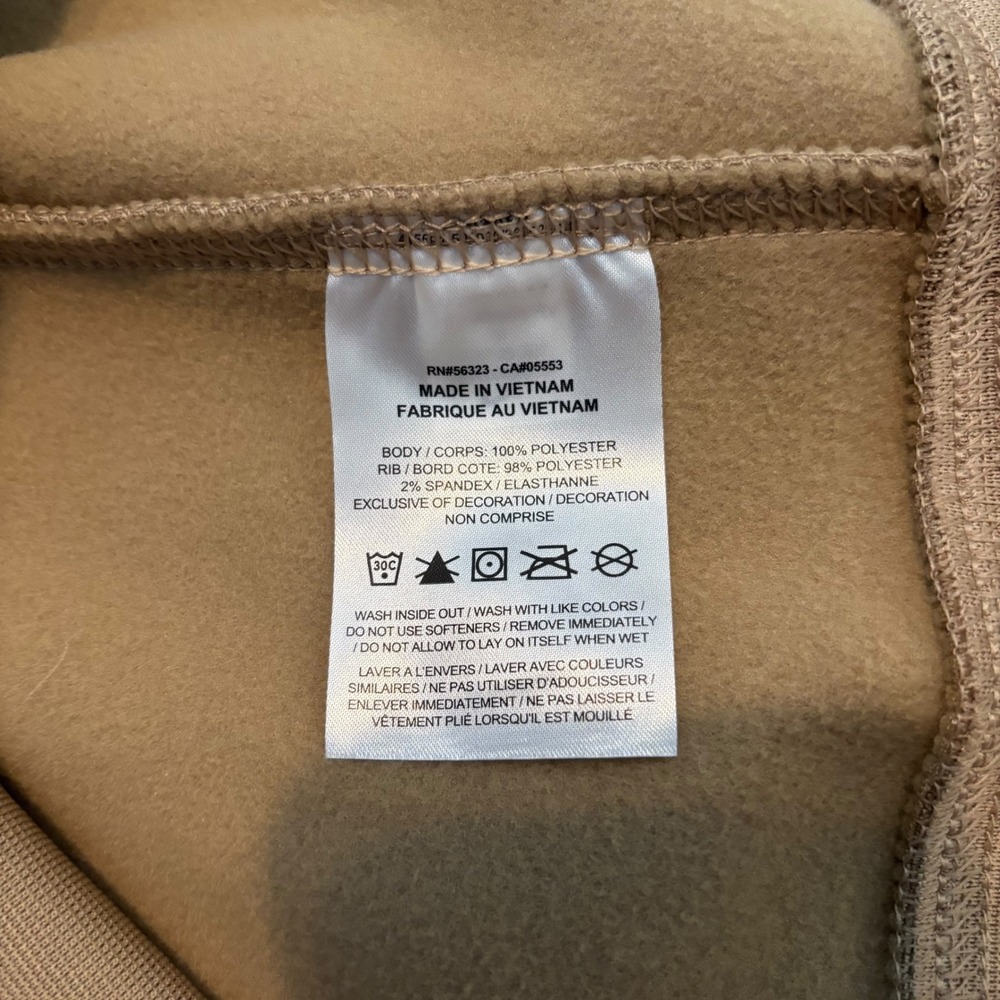 RN#56323 - CA#05553
MADE IN VIETNAM
FABRIQUE AU VIETNAM
BODY / CORPS: 100% POLYESTER
RIB / BORD COTE: 98% POLYESTER
2% SPANDEX / ELASTHANNE
EXCLUSIVE OF DECORATION / DECORATION
NON COMPRISE
30C
WASH INSIDE OUT / WASH WITH LIKE COLORS /
DO NOT USE SOFTENERS / REMOVE IMMEDIATELY
/ DO NOT ALLOW TO LAY ON ITSELF WHEN WET
LAVER A L'ENVERS / LAVER AVEC COULEURS
SIMILAIRES / NE PAS UTILISER D'ADOUCISSEUR /
ENLEVER IMMEDIATEMENT / NE PAS LAISSER LE
VÊTEMENT PLIÉ LORSQU'IL EST MOUILLÉ